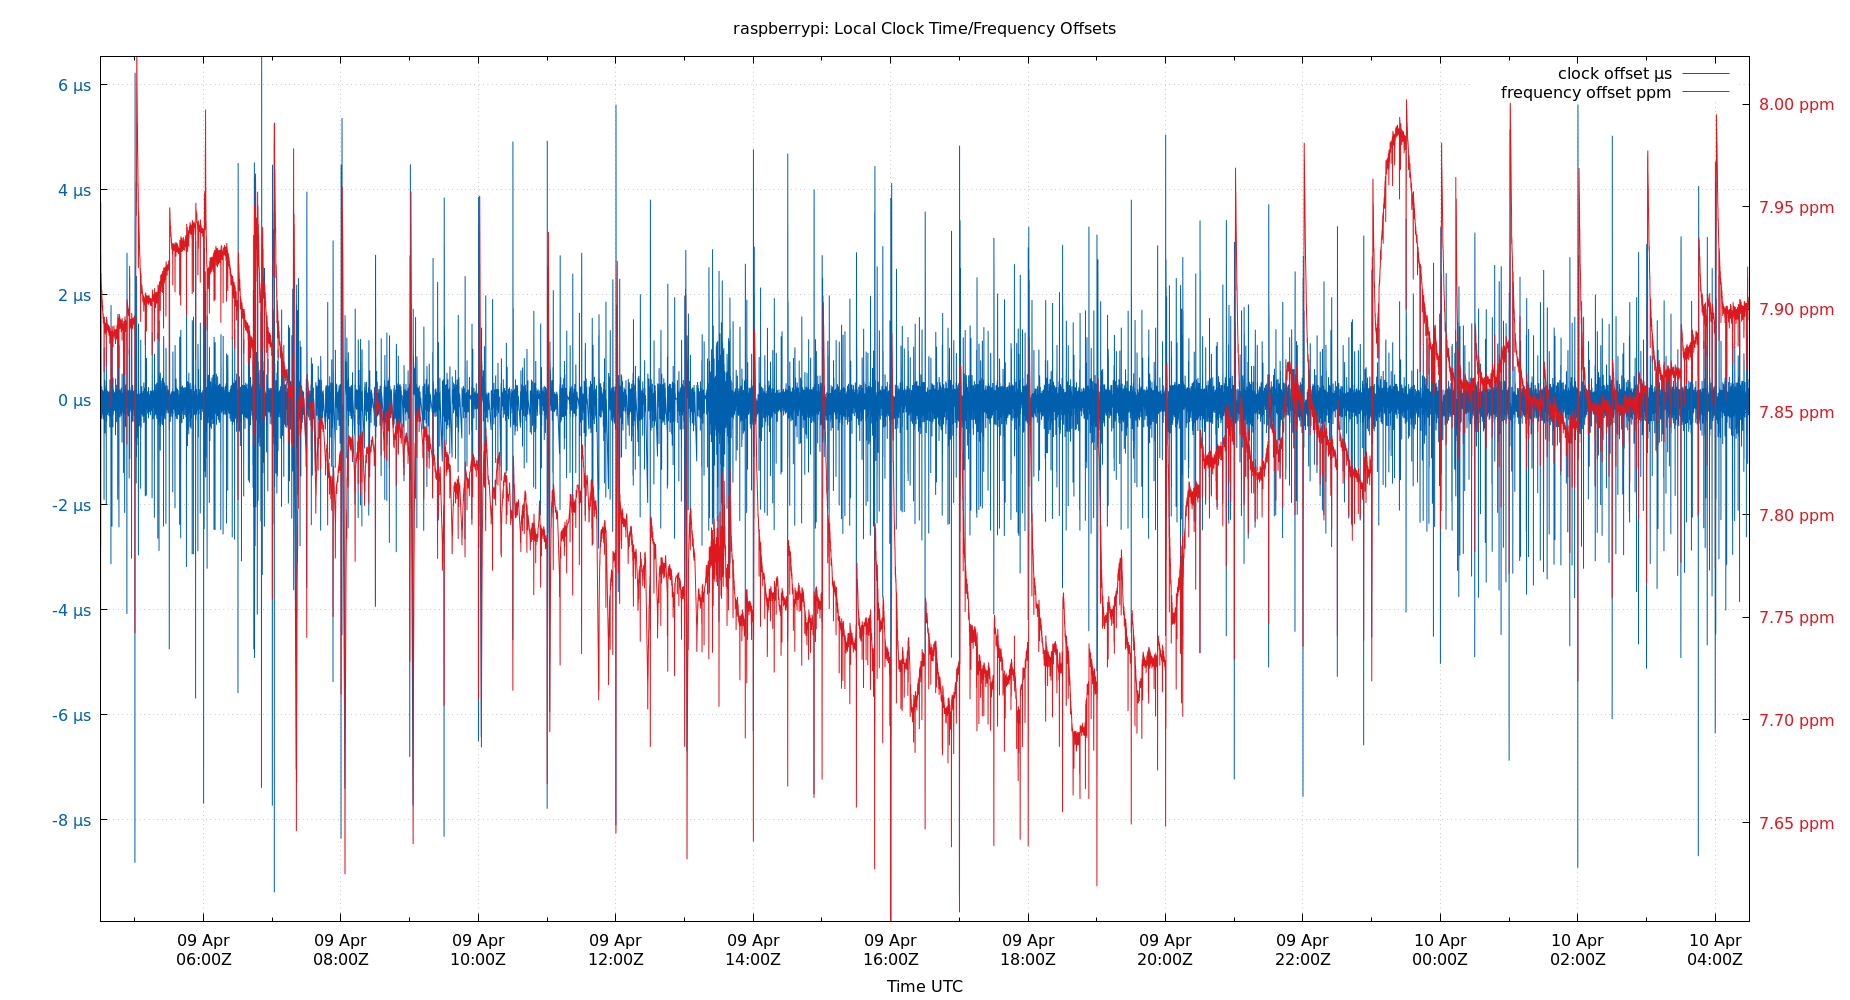 raspberrypi: Local Clock Time/Frequency Offsets
clock offset µs
frequency offset ppm
6 µs
4 µs
2 µs
0 µs
-2 µs
-4 µs
-6 µs
-8 µs
8.00 ppm
7.95 ppm
7.90 ppm
7.85 ppm
7.80 ppm
7.75 ppm
7.70 ppm
7.65 ppm
09 Apr 09 Apr 09 Apr 09 Apr 09 Apr 09 Apr 09 Apr 09 Apr 09 Apr 10 Apr 10 Apr 10 Apr
06:00Z 08:00Z 10:00Z 12:00Z 14:00Z 16:00Z 18:00Z 20:00Z 22:00Z 00:00Z 02:00Z 04:00Z
Time UTC